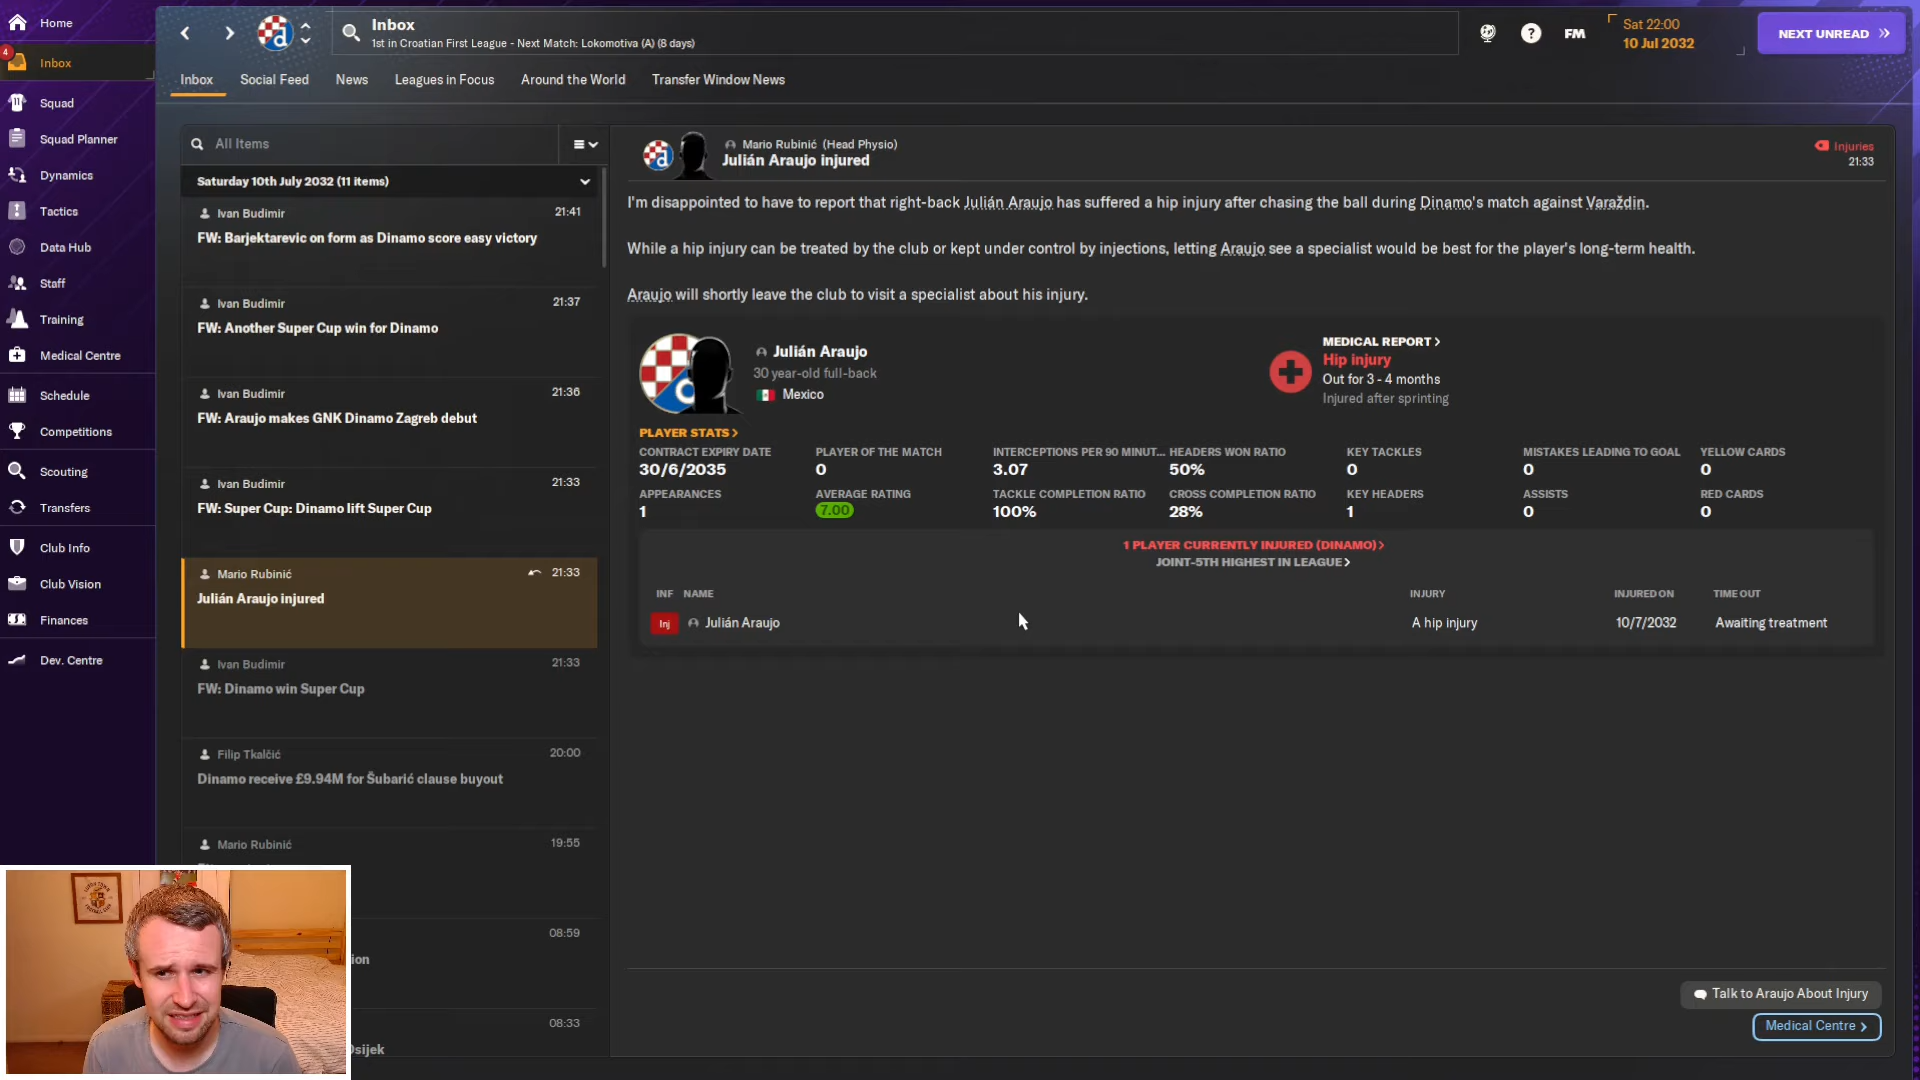 Home
4
Inbox
Squad
Squad Planner
Dynamics
Tactics
Data Hub
Staff
Training
Medical Centre
Schedule
Competitions
Scouting
Transfers
Club Info
Club Vision
Finances
Dev. Centre
Inbox
1st in Croatian First League - Next Match: Lokomotiva (A) (8 days)
?
FM
Sat 22:00
10 Jul 2032
NEXT UNREAD
Inbox Social Feed News Leagues in Focus Around the World Transfer Window News
All Items
Saturday 10th July 2032 (11 items)
Ivan Budimir 21:41
FW: Barjektarevic on form as Dinamo score easy victory
Ivan Budimir 21:37
FW: Another Super Cup win for Dinamo
Ivan Budimir 21:36
FW: Araujo makes GNK Dinamo Zagreb debut
Ivan Budimir 21:33
FW: Super Cup: Dinamo lift Super Cup
Mario Rubinić 21:33
Julián Araujo injured
Ivan Budimir 21:33
FW: Dinamo win Super Cup
Filip Tkalčić 20:00
Dinamo receive £9.94M for Šubarić clause buyout
Mario Rubinić 19:55
08:59
ion
08:33
Osijek
Mario Rubinić (Head Physio)
Julián Araujo injured
Injuries
21:33
I'm disappointed to have to report that right-back Julián Araujo has suffered a hip injury after chasing the ball during Dinamo's match against Varaždin.
While a hip injury can be treated by the club or kept under control by injections, letting Araujo see a specialist would be best for the player's long-term health.
Araujo will shortly leave the club to visit a specialist about his injury.
Julián Araujo
30 year-old full-back
Mexico
MEDICAL REPORT >
Hip injury
Out for 3 - 4 months
Injured after sprinting
PLAYER STATS >
CONTRACT EXPIRY DATE PLAYER OF THE MATCH INTERCEPTIONS PER 90 MINUT... HEADERS WON RATIO KEY TACKLES MISTAKES LEADING TO GOAL YELLOW CARDS
30/6/2035 0 3.07 50% 0 0 0
APPEARANCES AVERAGE RATING TACKLE COMPLETION RATIO CROSS COMPLETION RATIO KEY HEADERS ASSISTS RED CARDS
1 7.00 100% 28% 1 0 0
1 PLAYER CURRENTLY INJURED (DINAMO) >
JOINT-5TH HIGHEST IN LEAGUE >
INF NAME INJURY INJURED ON TIME OUT
Inj Julián Araujo A hip injury 10/7/2032 Awaiting treatment
Talk to Araujo About Injury
Medical Centre >